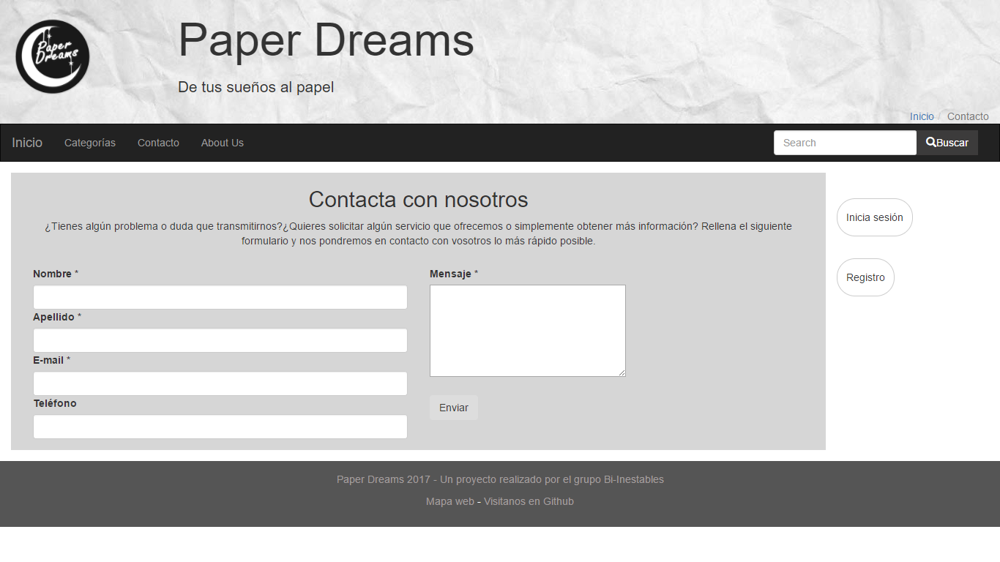 Paper
Dreams
Paper Dreams
De tus sueños al papel
Inicio / Contacto
Inicio Categorías Contacto About Us Search Buscar
Contacta con nosotros
¿Tienes algún problema o duda que transmitirnos?¿Quieres solicitar algún servicio que ofrecemos o simplemente obtener más información? Rellena el siguiente
formulario y nos pondremos en contacto con vosotros lo más rápido posible.
Nombre *
Apellido *
E-mail *
Teléfono
Mensaje *
Enviar
Inicia sesión
Registro
Paper Dreams 2017 - Un proyecto realizado por el grupo Bi-Inestables
Mapa web - Visitanos en Github